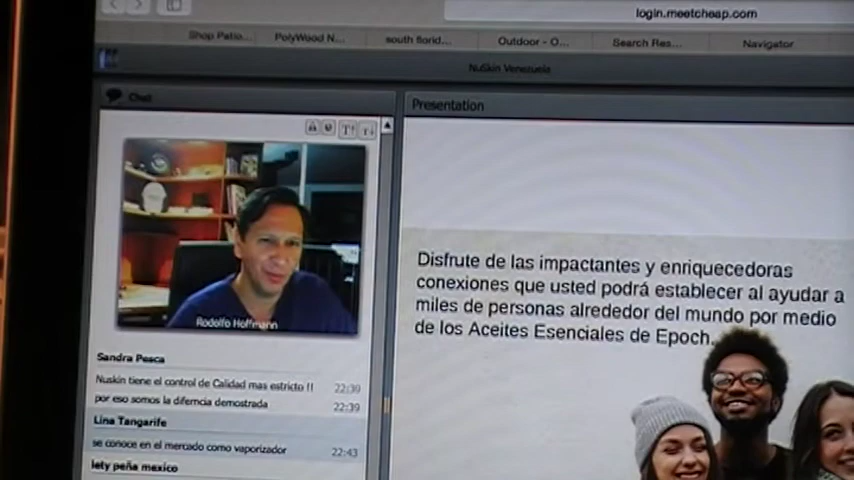 login.meetcheap.com
Shop Patio...
PolyWood N...
south florid...
Outdoor - O...
Search Res...
Navigator
NuSkin Venezuela
Chat
Presentation
Rodolfo Hoffmann
Disfrute de las impactantes y enriquecedoras
conexiones que usted podrá establecer al ayudar a
miles de personas alrededor del mundo por medio
de los Aceites Esenciales de Epoch.
Sandra Pesca
Nuskin tiene el control de Calidad mas estricto !! 22:39
por eso somos la diferncia demostrada 22:39
Lina Tangarife
se conoce en el mercado como vaporizador 22:43
lety peña mexico